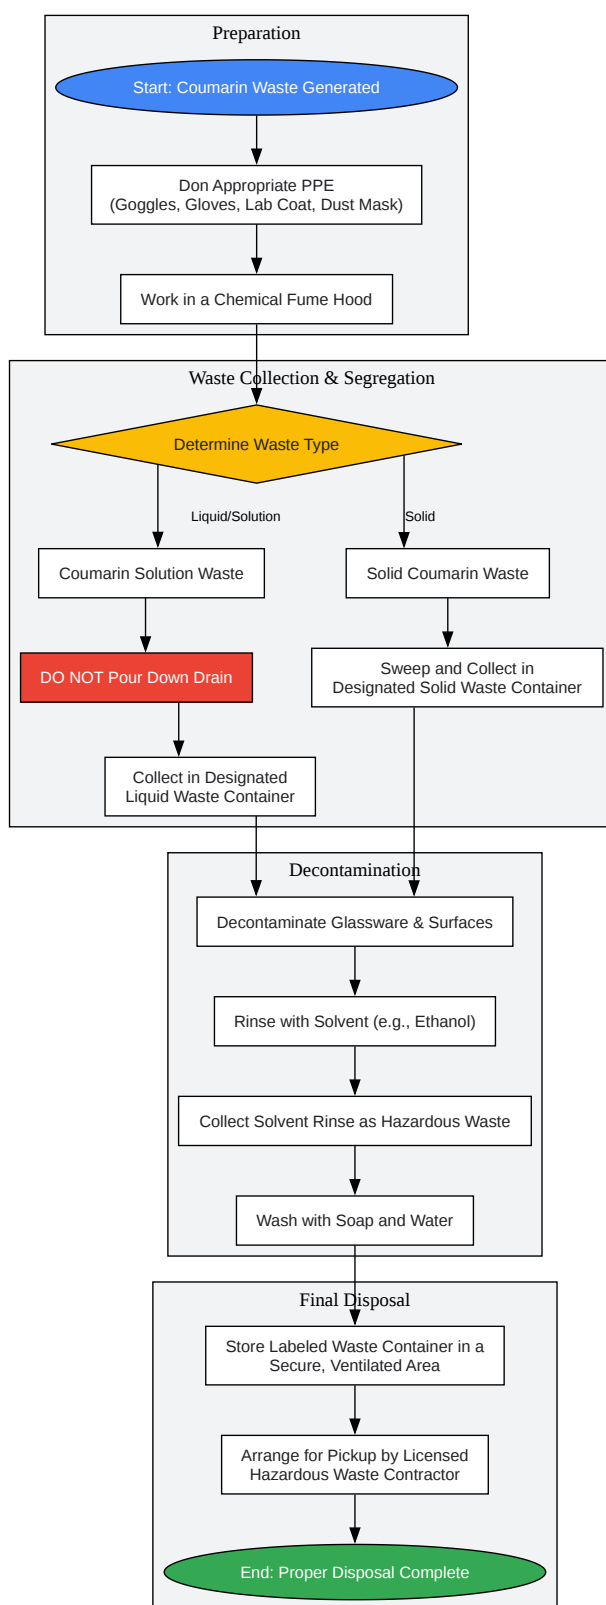 Preparation
Start: Coumarin Waste Generated
Don Appropriate PPE
(Goggles, Gloves, Lab Coat, Dust Mask)
Work in a Chemical Fume Hood
Waste Collection & Segregation
Determine Waste Type
Liquid/Solution
Solid
Coumarin Solution Waste
Solid Coumarin Waste
DO NOT Pour Down Drain
Sweep and Collect in
Designated Solid Waste Container
Collect in Designated
Liquid Waste Container
Decontamination
Decontaminate Glassware & Surfaces
Rinse with Solvent (e.g., Ethanol)
Collect Solvent Rinse as Hazardous Waste
Wash with Soap and Water
Final Disposal
Store Labeled Waste Container in a
Secure, Ventilated Area
Arrange for Pickup by Licensed
Hazardous Waste Contractor
End: Proper Disposal Complete